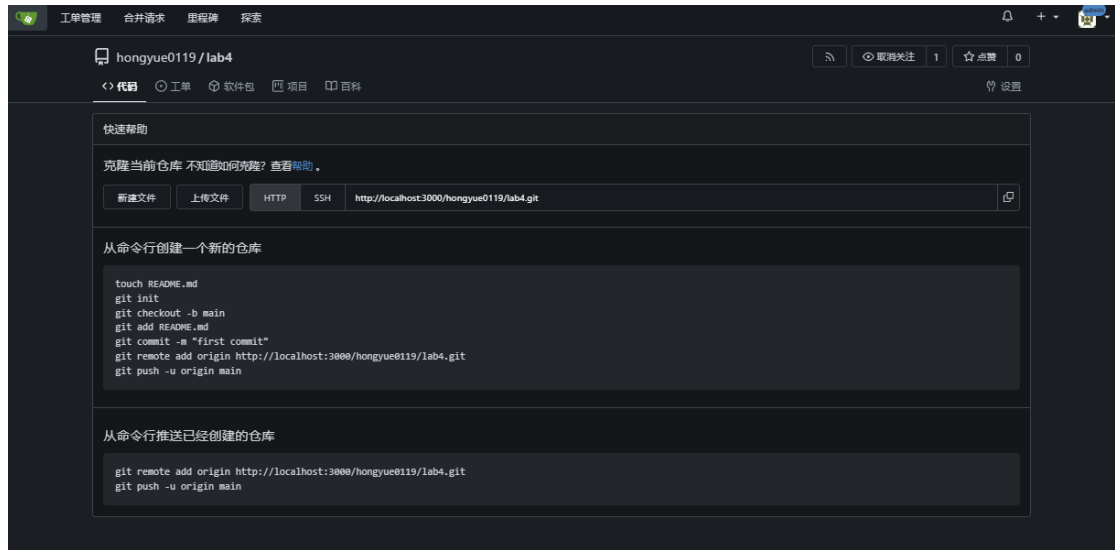 工单管理 合并请求 里程碑 探索
admin
hongyue0119/lab4
取消关注 1 点赞 0
代码 工单 软件包 项目 百科 设置
快速帮助
克隆当前仓库 不知道如何克隆?查看帮助。
新建文件 上传文件 HTTP SSH http://localhost:3000/hongyue0119/lab4.git
从命令行创建一个新的仓库
touch README.md
git init
git checkout -b main
git add README.md
git commit -m "first commit"
git remote add origin http://localhost:3000/hongyue0119/lab4.git
git push -u origin main
从命令行推送已经创建的仓库
git remote add origin http://localhost:3000/hongyue0119/lab4.git
git push -u origin main